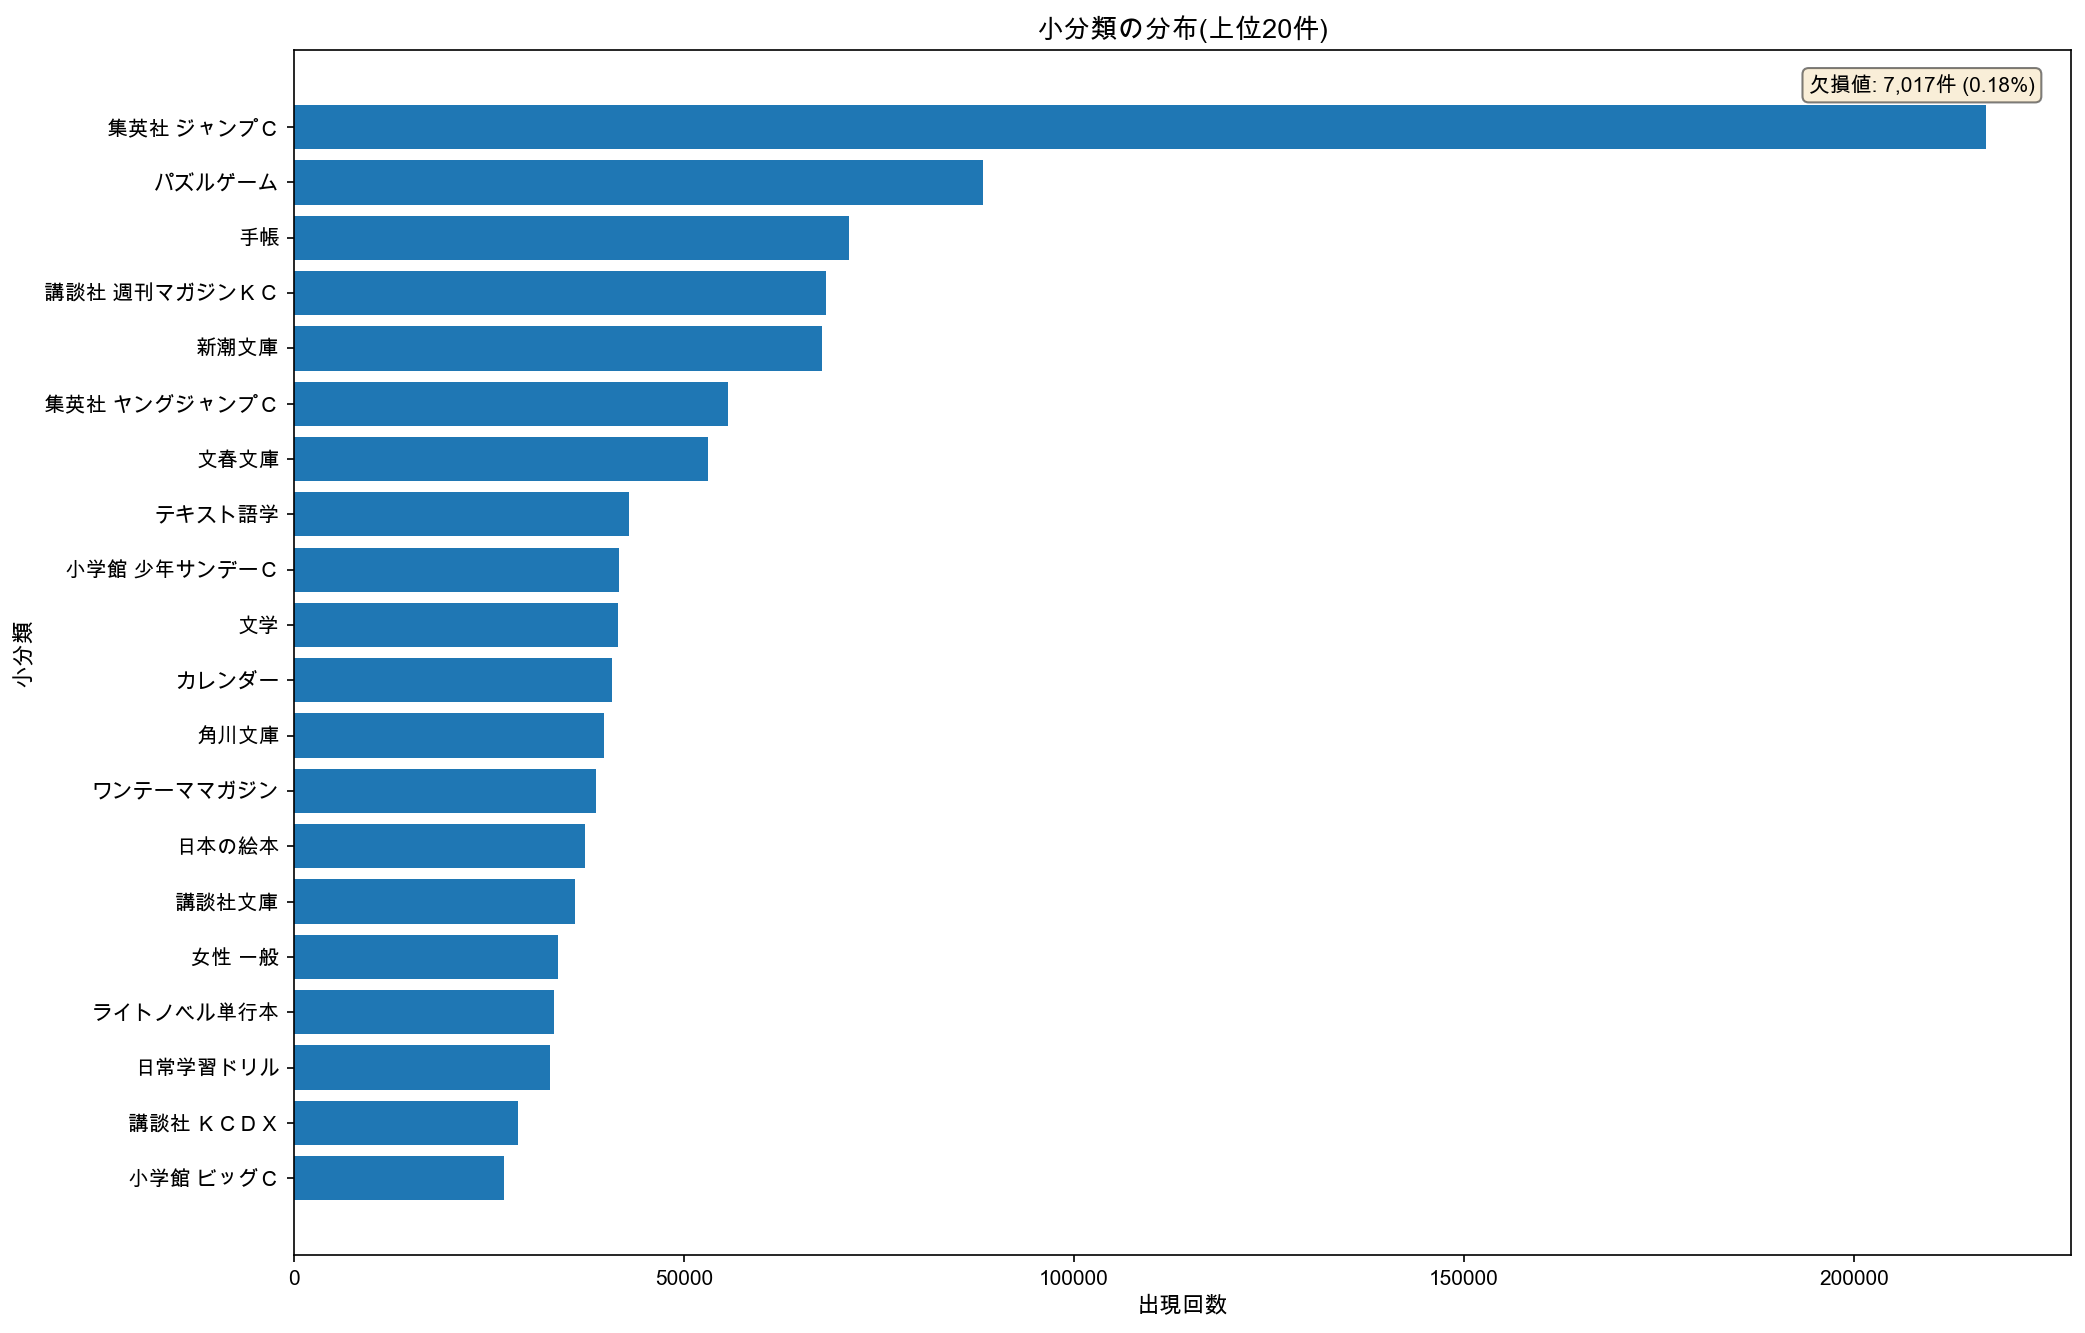 小分類の分布(上位20件)
欠損値: 7,017件 (0.18%)
集英社 ジャンプC
パズルゲーム
手帳
講談社 週刊マガジンKC
新潮文庫
集英社 ヤングジャンプC
文春文庫
テキスト語学
小学館 少年サンデーC
文学
カレンダー
角川文庫
ワンテーママガジン
日本の絵本
講談社文庫
女性 一般
ライトノベル単行本
日常学習ドリル
講談社 KCDX
小学館 ビッグC
小分類
0 50000 100000 150000 200000
出現回数